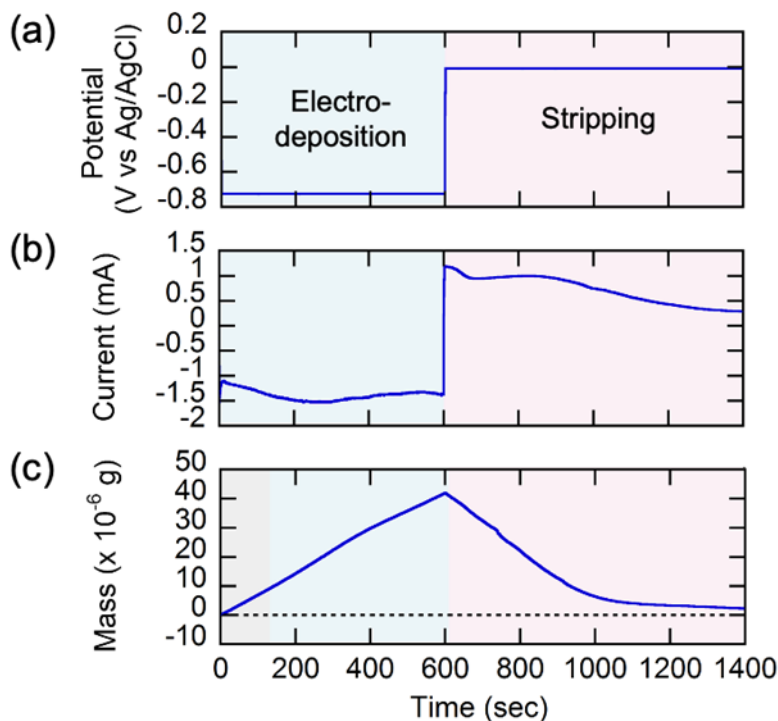 (a)
Potential
(V vs Ag/AgCl)
0.2
0
-0.2
-0.4
-0.6
-0.8
Electro-
deposition
Stripping
(b)
Current (mA)
1.5
1
0.5
0
-0.5
-1
-1.5
-2
(c)
Mass (x 10⁻⁶ g)
50
40
30
20
10
0
-10
0 200 400 600 800 1000 1200 1400
Time (sec)